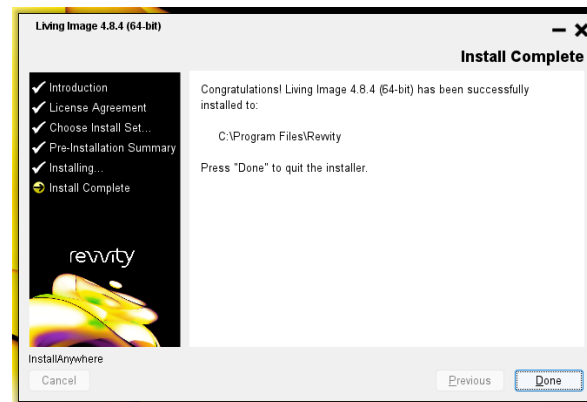 Living Image 4.8.4 (64-bit)
Install Complete
Introduction
License Agreement
Choose Install Set...
Pre-Installation Summary
Installing...
Install Complete
revvity
Congratulations! Living Image 4.8.4 (64-bit) has been successfully
installed to:
C:\Program Files\Revvity
Press "Done" to quit the installer.
InstallAnywhere
Cancel
Previous
Done